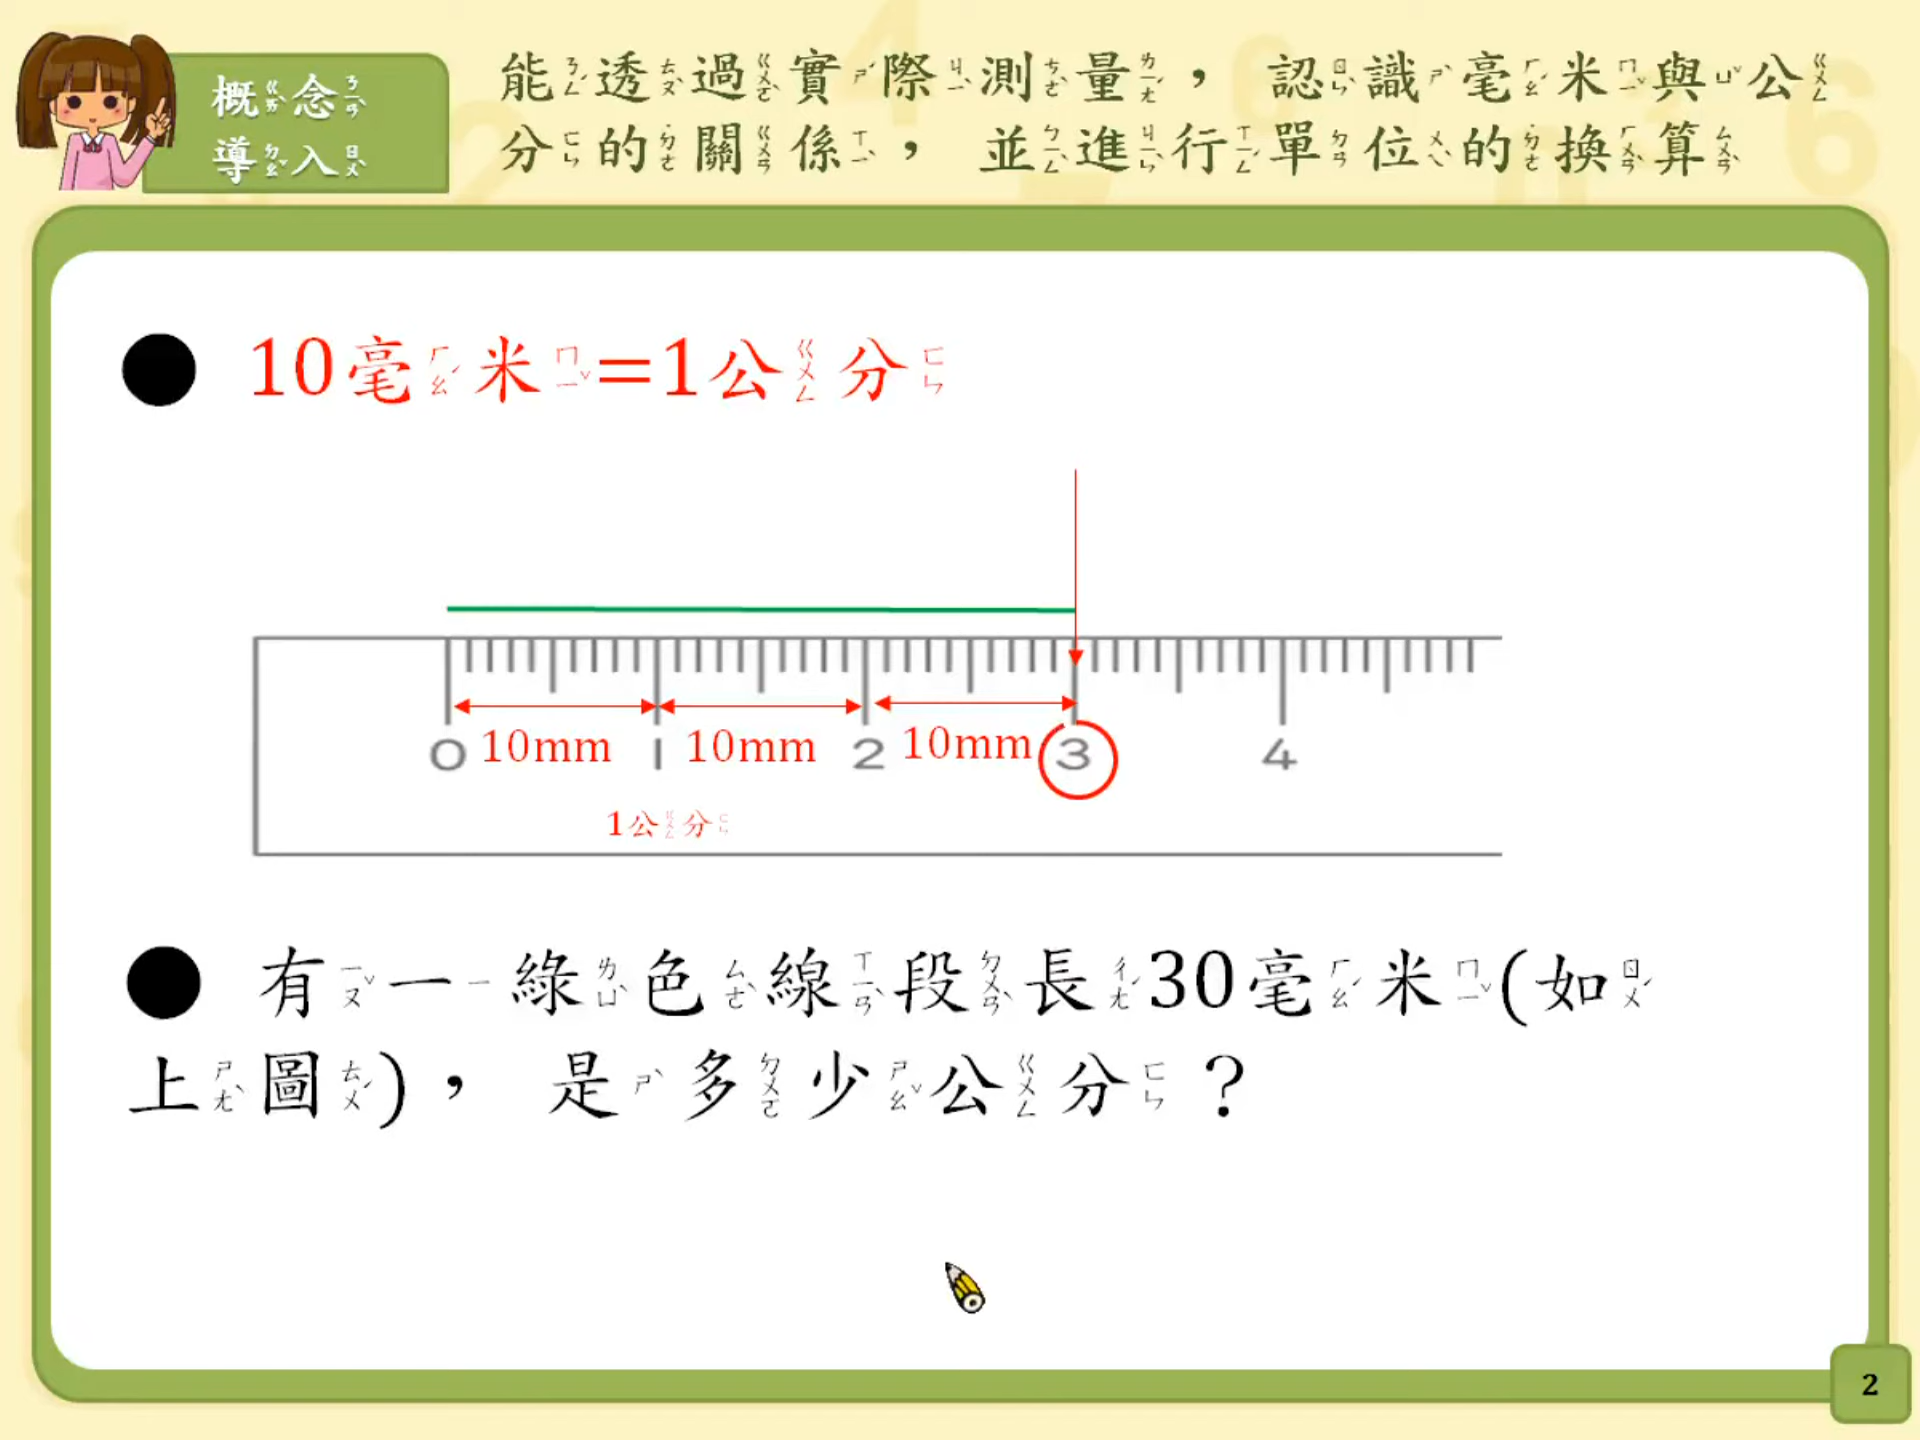 概念
導入
能透過實際測量，認識毫米與公
分的關係，並進行單位的換算
10毫米=1公分
10mm 10mm 10mm
0 1 2 3 4
1公分
有一綠色線段長30毫米(如
上圖)，是多少公分？
2